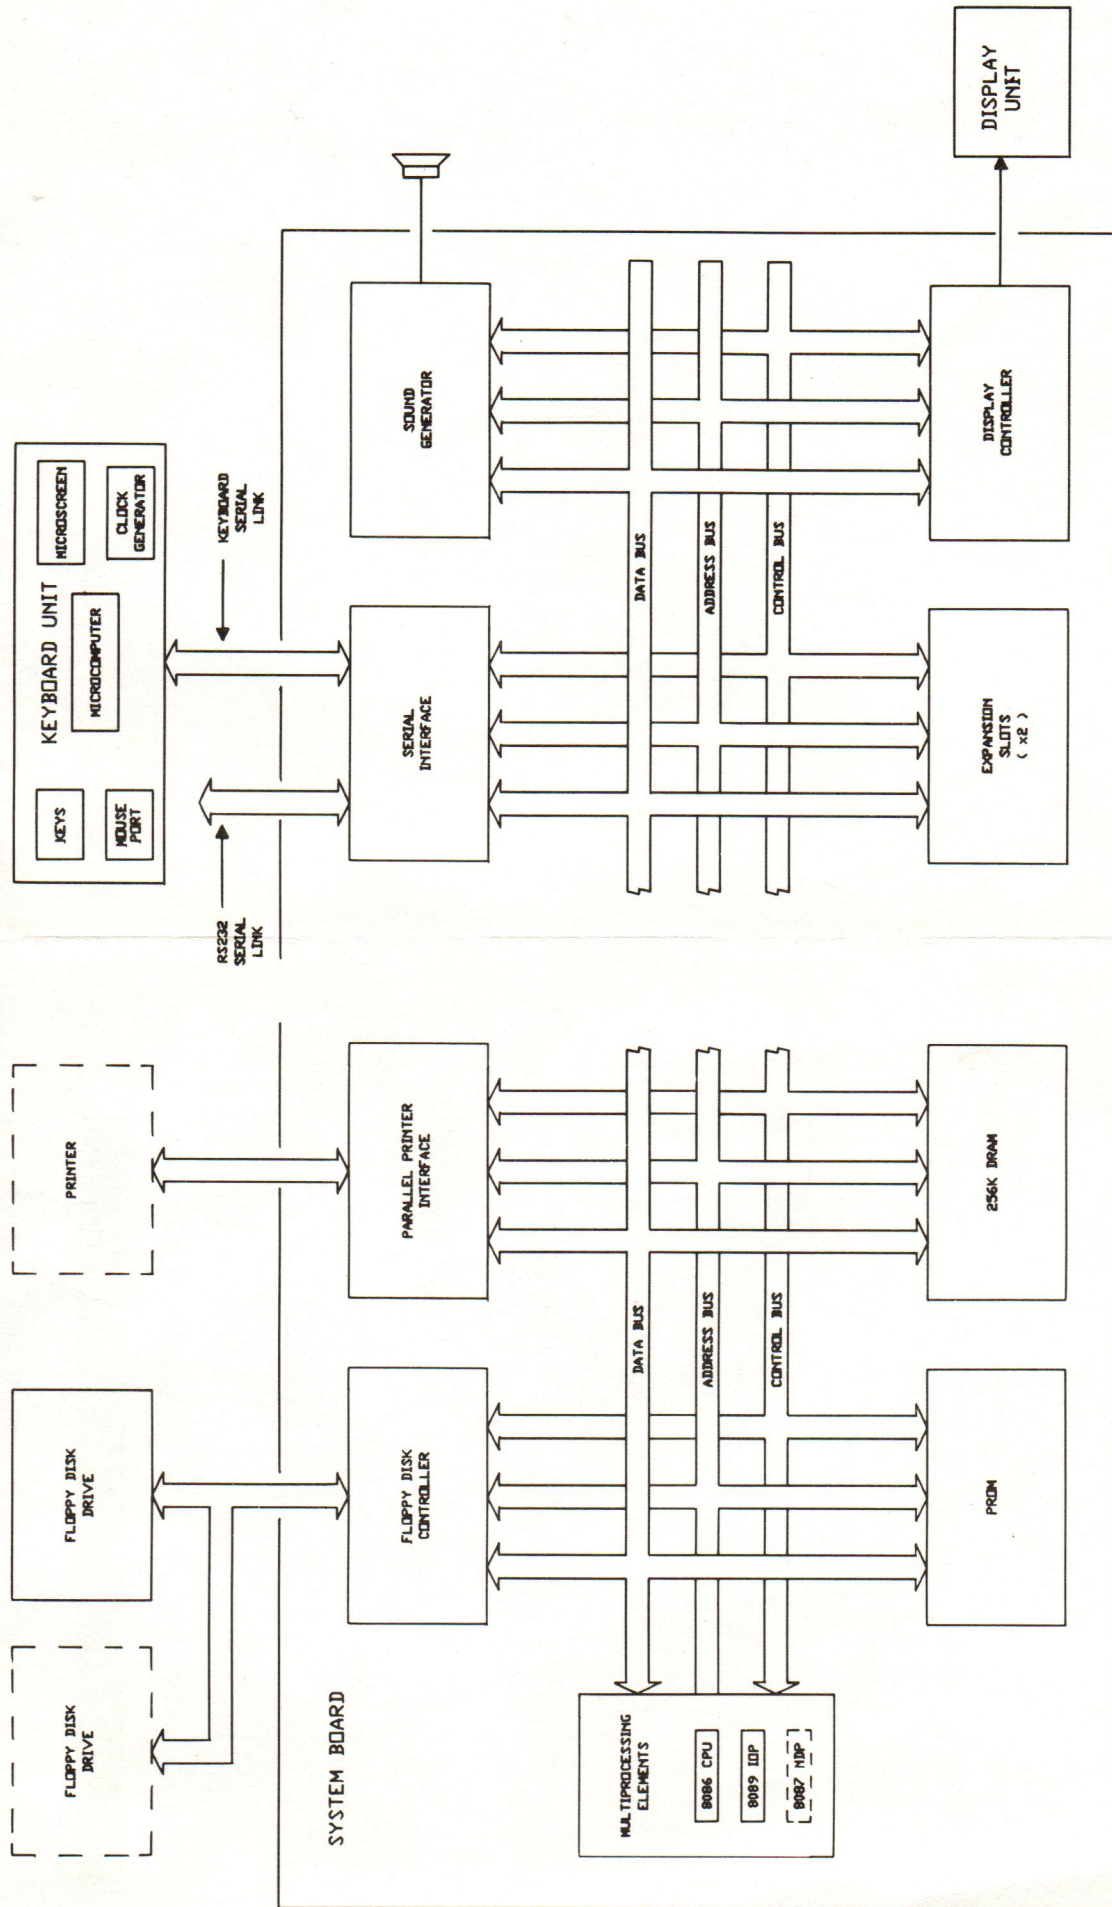 FLOPPY DISK
DRIVE
FLOPPY DISK
DRIVE
PRINTER
KEYBOARD UNIT
KEYS
MOUSE
PORT
MICROCOMPUTER
MICROSCREEN
CLOCK
GENERATOR
RS232
SERIAL
LINK
KEYBOARD
SERIAL
LINK
SYSTEM BOARD
FLOPPY DISK
CONTROLLER
PARALLEL PRINTER
INTERFACE
SERIAL
INTERFACE
SOUND
GENERATOR
MULTIPROCESSING
ELEMENTS
8086 CPU
8089 IOP
8087 NDP
DATA BUS
ADDRESS BUS
CONTROL BUS
DATA BUS
ADDRESS BUS
CONTROL BUS
PROM
256K DRAM
EXPANSION
SLOTS
( x2 )
DISPLAY
CONTROLLER
DISPLAY
UNIT